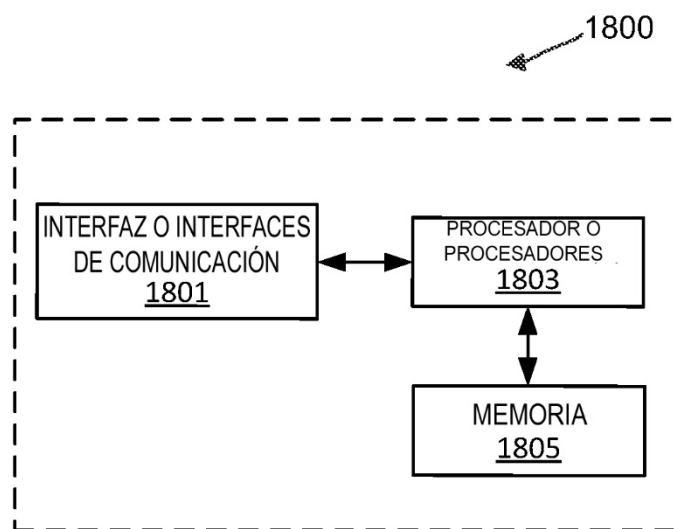 1800
INTERFAZ O INTERFACES
DE COMUNICACIÓN
1801
PROCESADOR O
PROCESADORES
1803
MEMORIA
1805